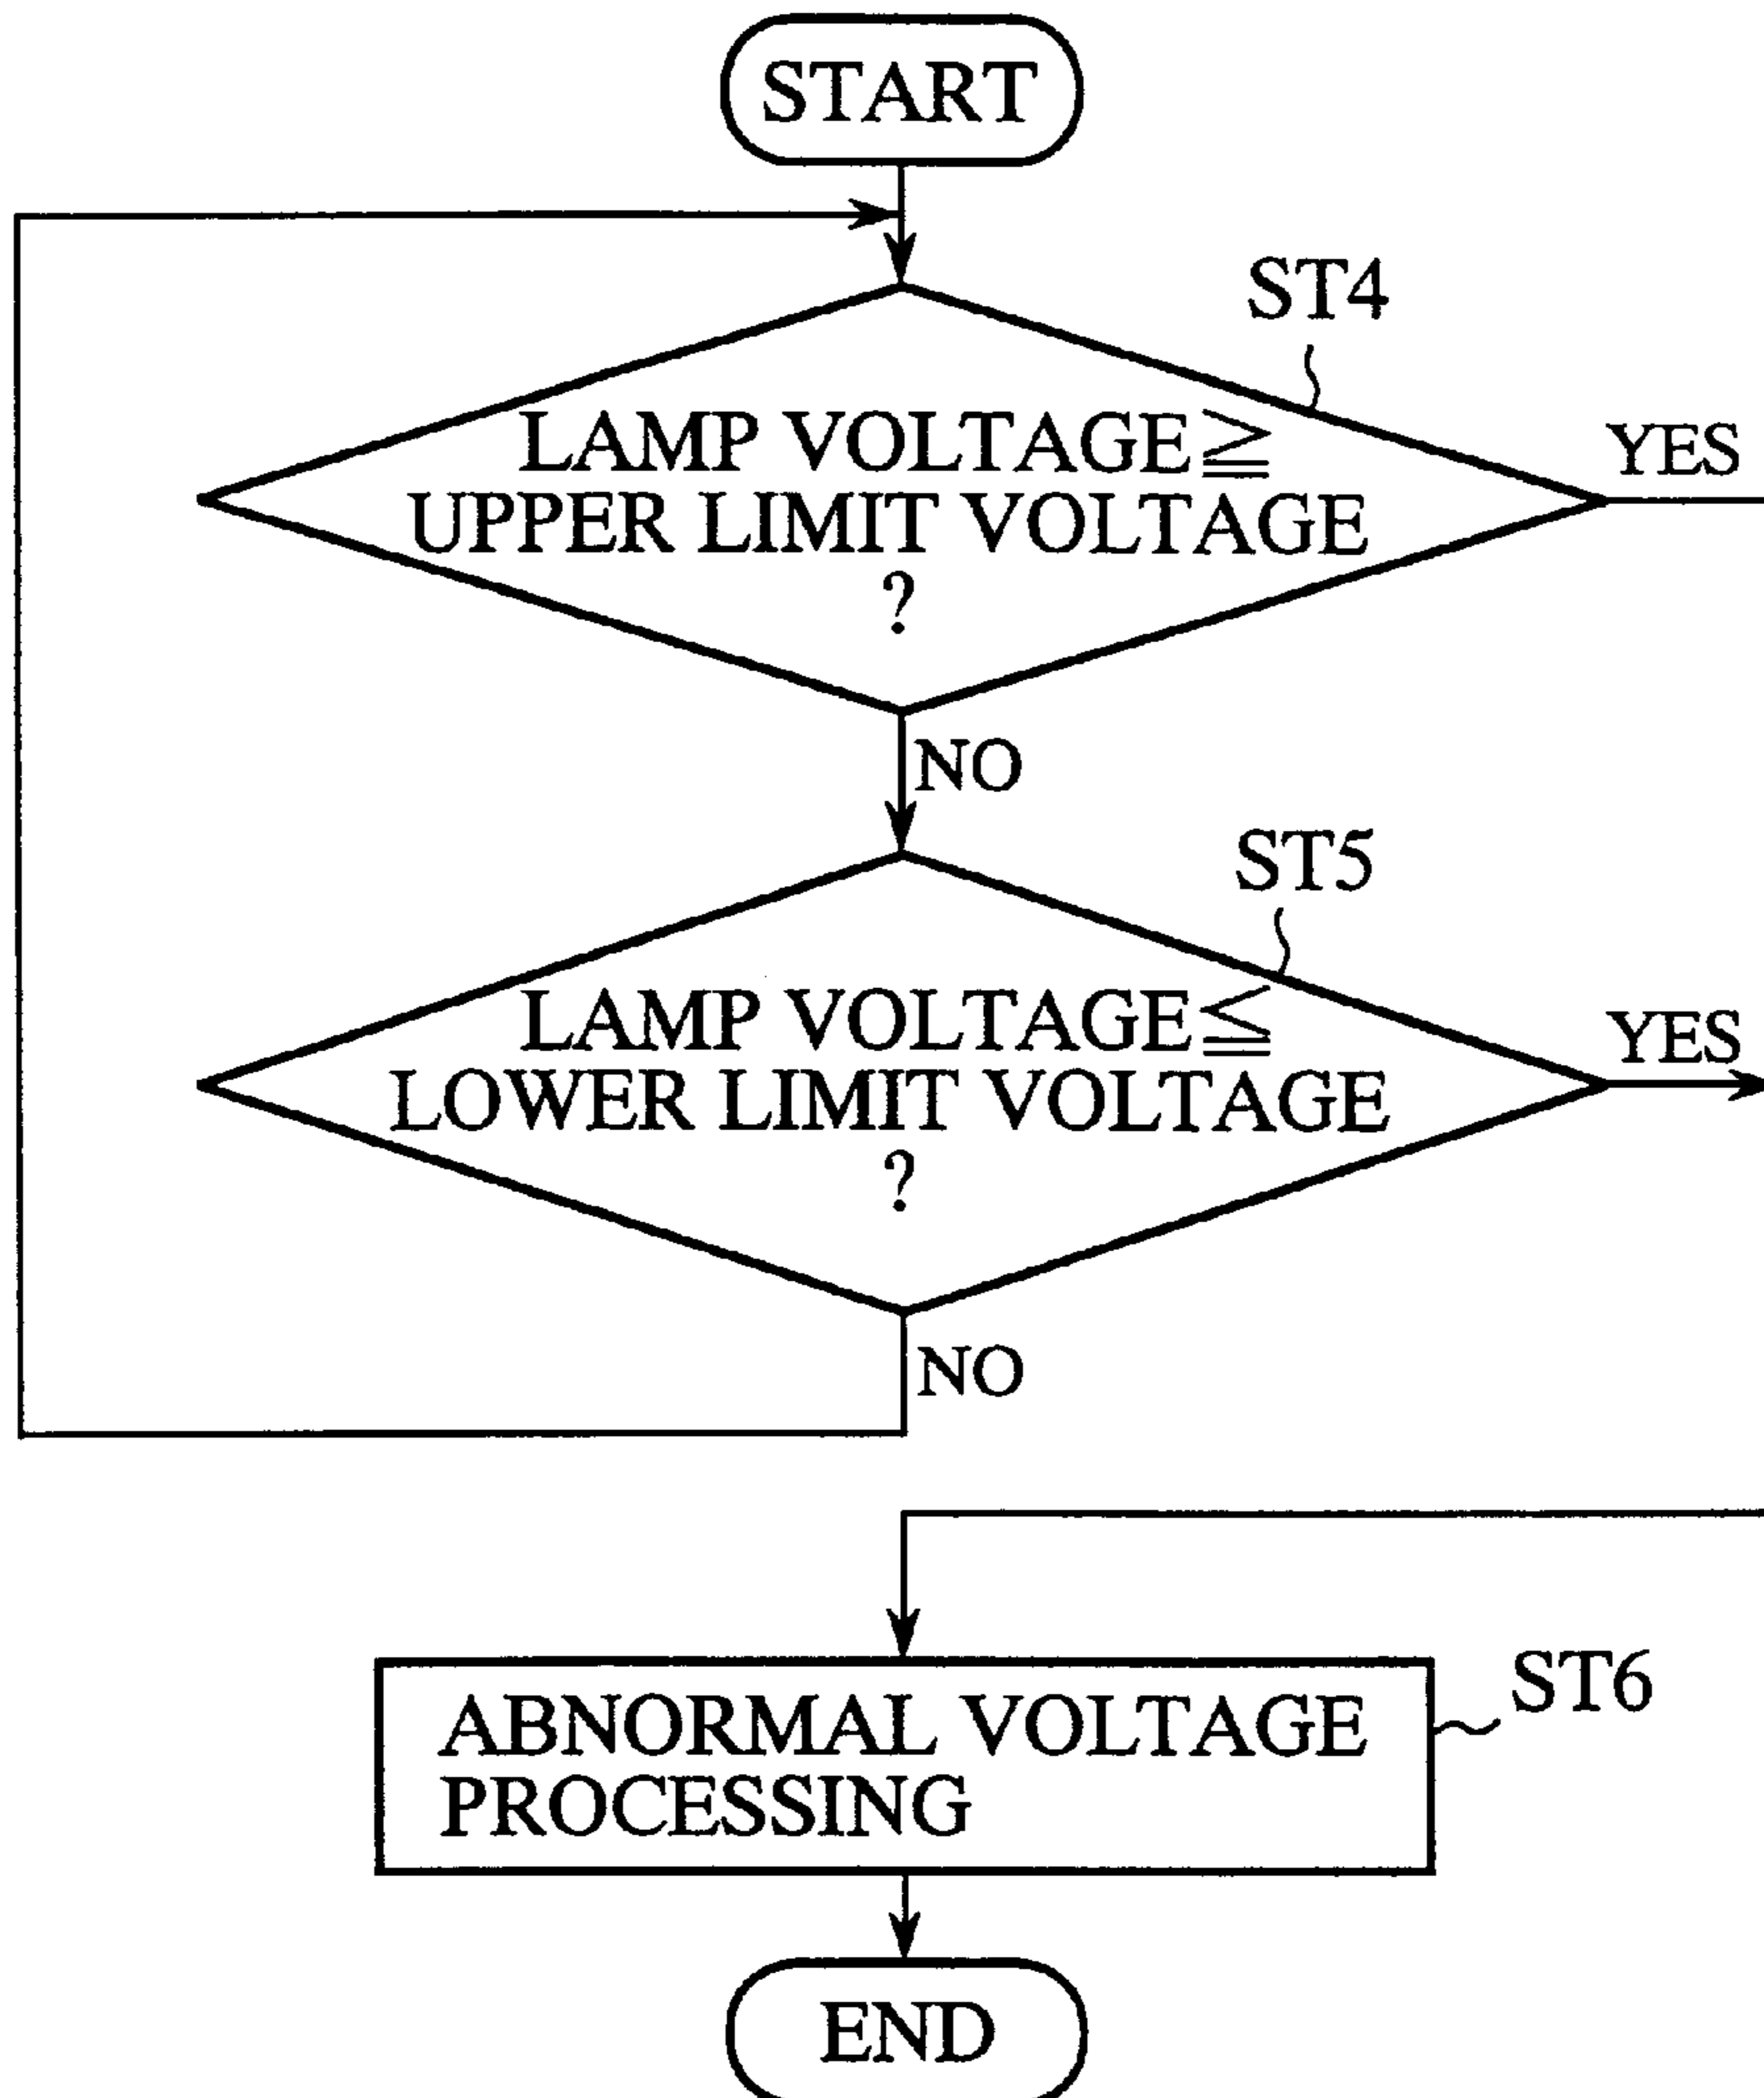 START
ST4
LAMP VOLTAGE≧
UPPER LIMIT VOLTAGE
?
YES
NO
ST5
LAMP VOLTAGE≦
LOWER LIMIT VOLTAGE
?
YES
NO
ABNORMAL VOLTAGE
PROCESSING
ST6
END